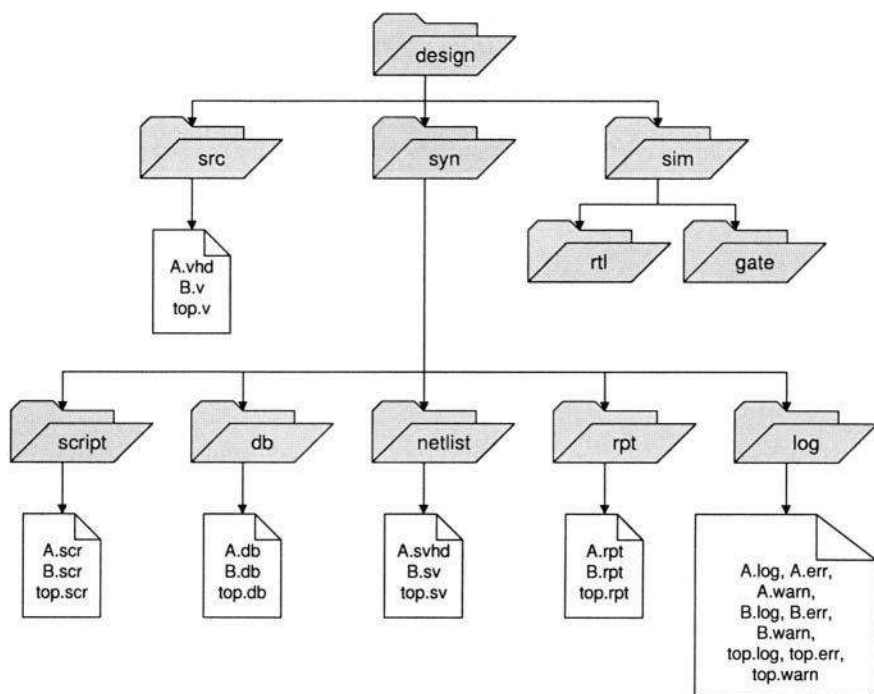 design
src
syn
sim
A.vhd
B.v
top.v
rtl
gate
script
db
netlist
rpt
log
A.scr
B.scr
top.scr
A.db
B.db
top.db
A.svhd
B.sv
top.sv
A.rpt
B.rpt
top.rpt
A.log, A.err,
A.warn,
B.log, B.err,
B.warn,
top.log, top.err,
top.warn